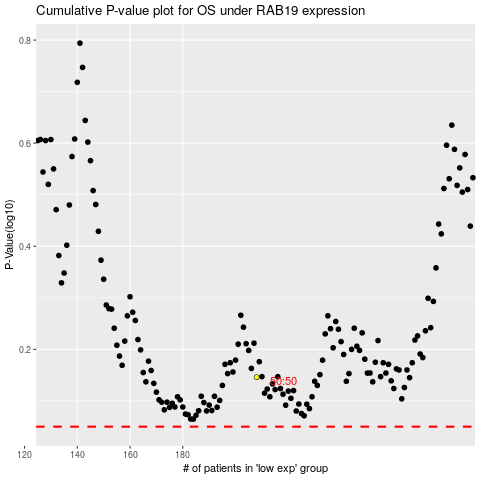 Cumulative P-value plot for OS under RAB19 expression
P-Value(log10)
0.8
0.6
0.4
0.2
50:50
120 140 160 180
# of patients in 'low exp' group